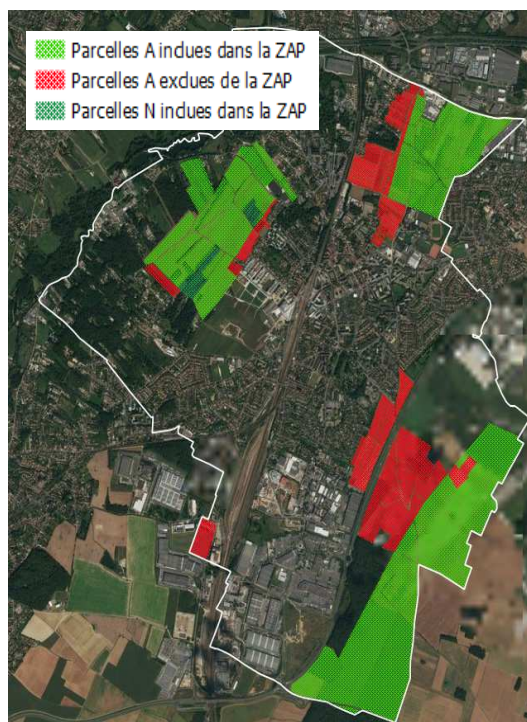 Parcelles A inclues dans la ZAP
Parcelles A exclues de la ZAP
Parcelles N inclues dans la ZAP